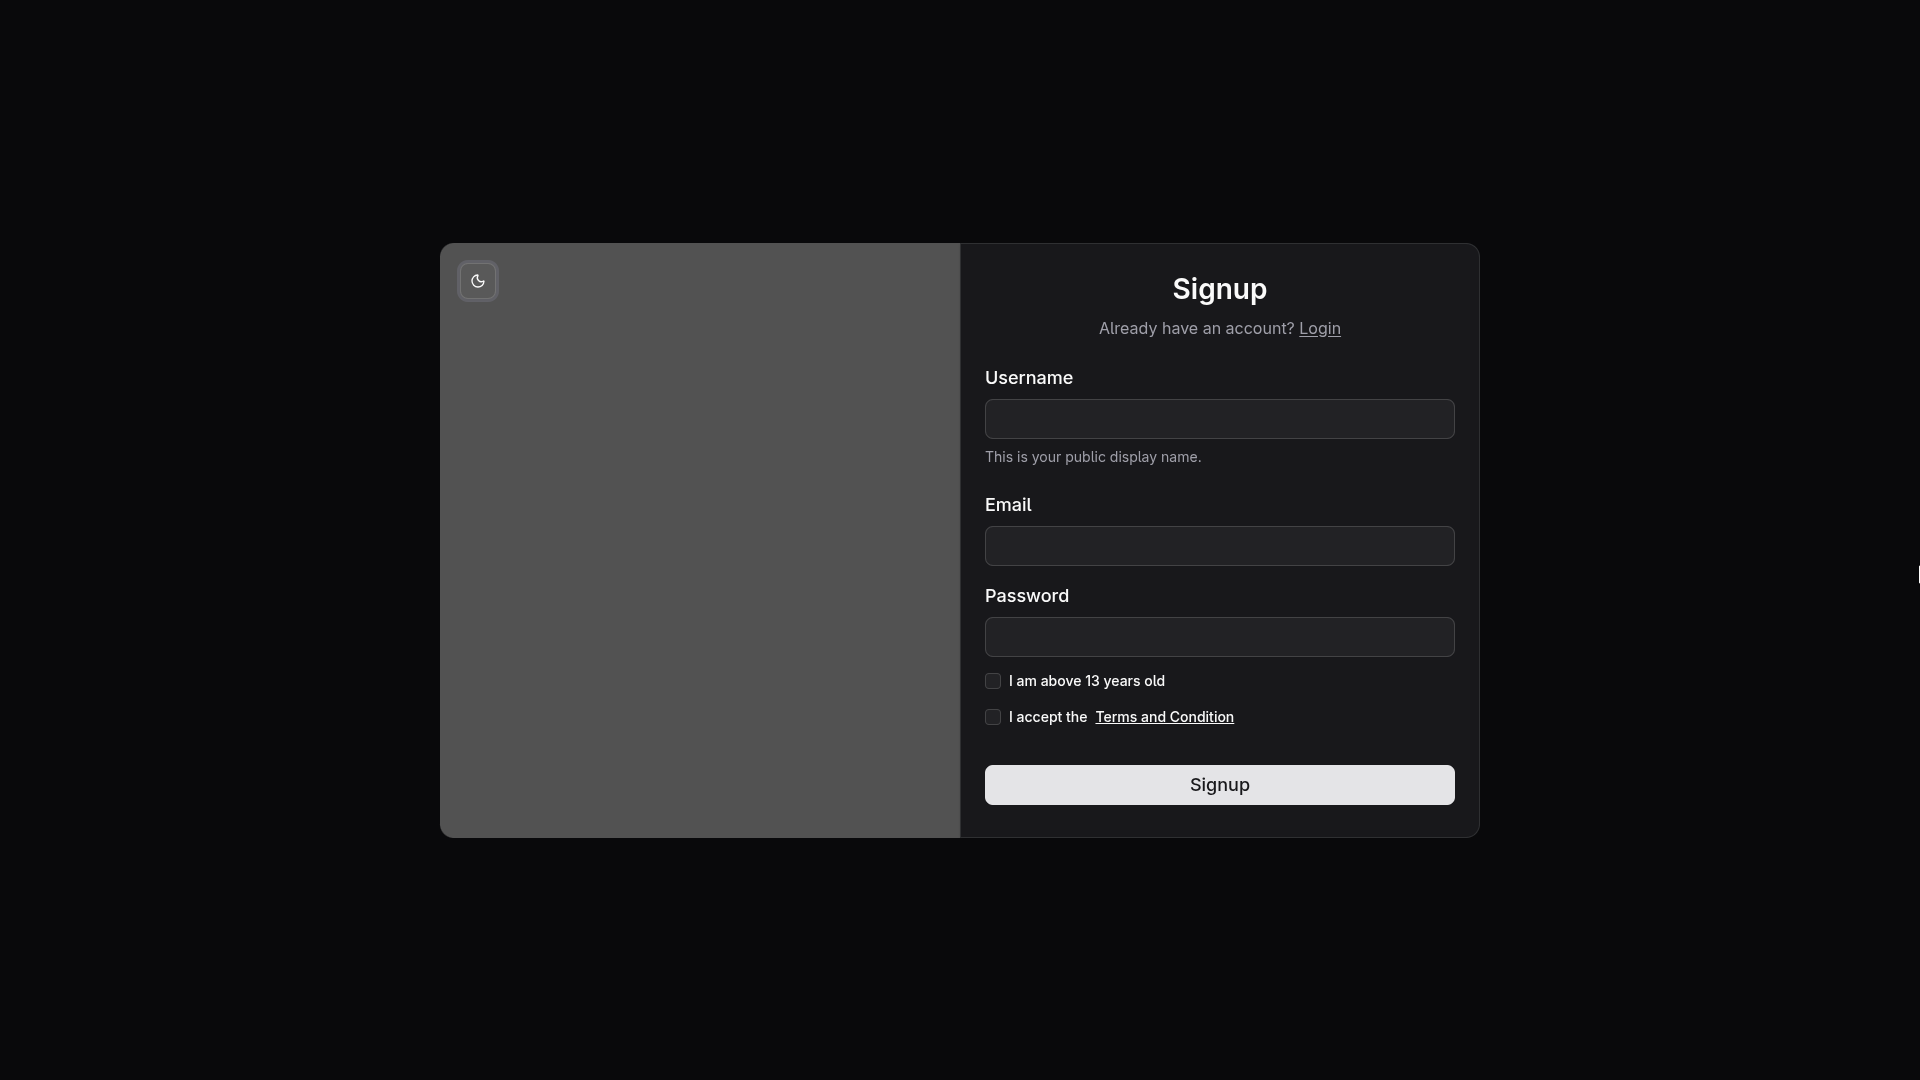 Signup
Already have an account? Login
Username
This is your public display name.
Email
Password
I am above 13 years old
I accept the Terms and Condition
Signup